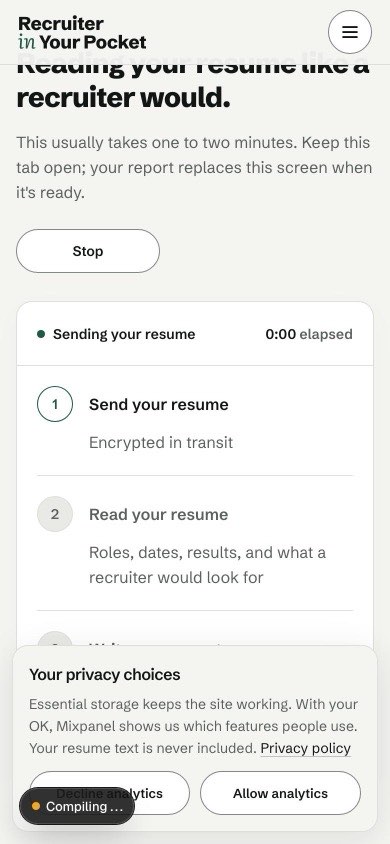 Recruiter
in Your Pocket
Reading your resume like a
recruiter would.
This usually takes one to two minutes. Keep this
tab open; your report replaces this screen when
it's ready.
Stop
Sending your resume
0:00 elapsed
1
Send your resume
Encrypted in transit
2
Read your resume
Roles, dates, results, and what a
recruiter would look for
Your privacy choices
Essential storage keeps the site working. With your
OK, Mixpanel shows us which features people use.
Your resume text is never included. Privacy policy
Decline analytics
Allow analytics
Compiling ...